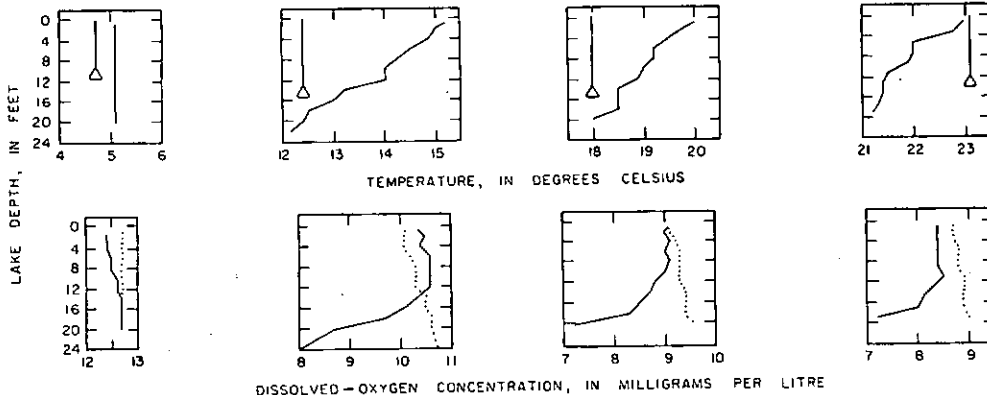 LAKE DEPTH, IN FEET
0
4
8
12
16
20
24
4 5 6
12 13 14 15
18 19 20
21 22 23
TEMPERATURE, IN DEGREES CELSIUS
0
4
8
12
16
20
24
12 13
8 9 10 11
7 8 9 10
7 8 9
DISSOLVED-OXYGEN CONCENTRATION, IN MILLIGRAMS PER LITRE